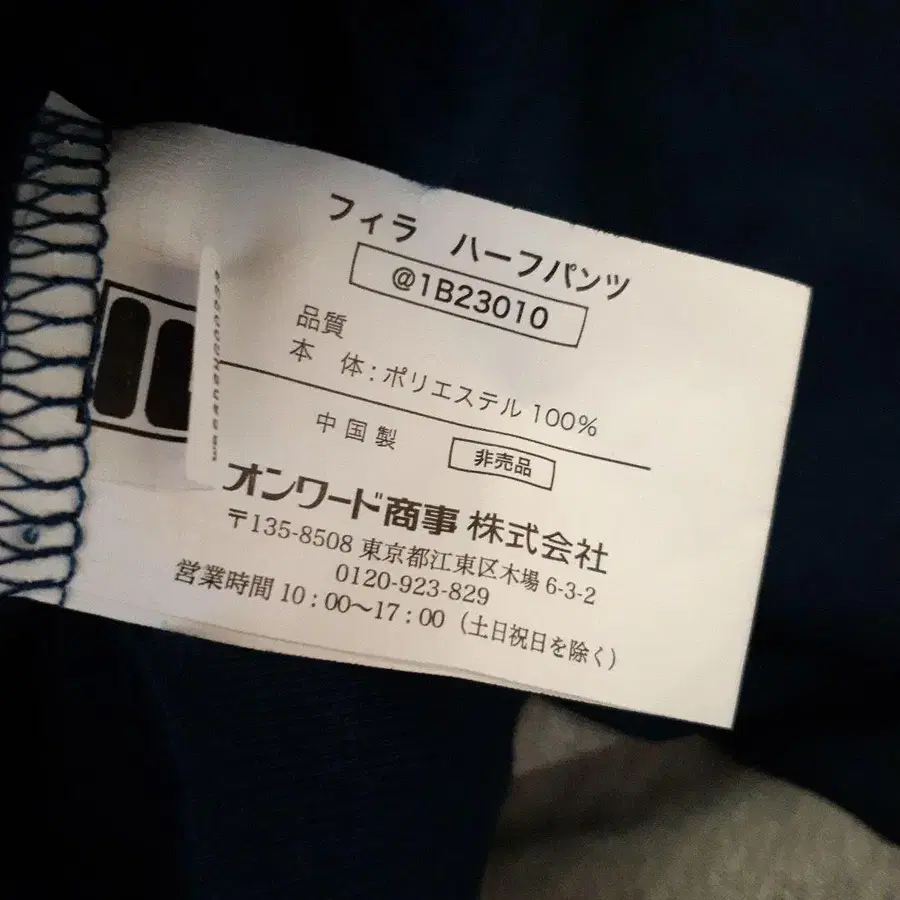 フィラ ハーフパンツ
@1B23010
品質
本 体:ポリエステル 100%
中国製
非売品
オンワード商事 株式会社
〒135-8508 東京都江東区木場 6-3-2
0120-923-829
営業時間 10:00〜17:00(土日祝日を除く)